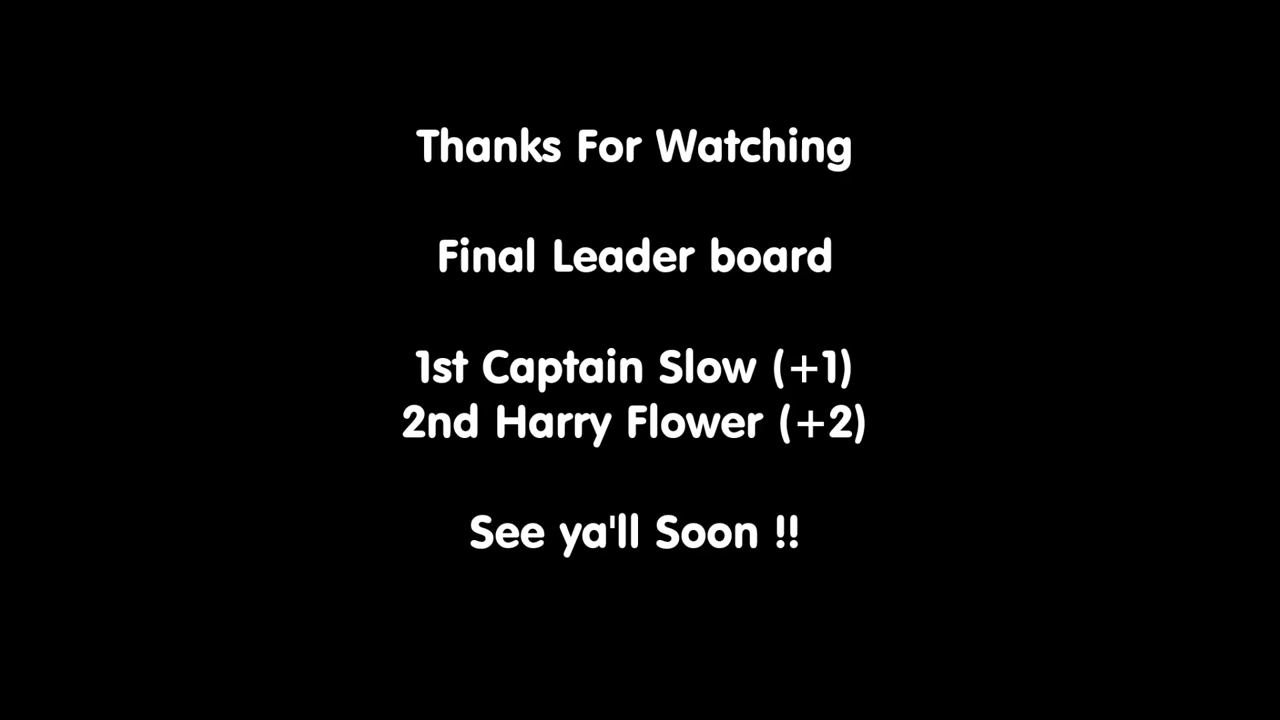 Thanks For Watching
Final Leader board
1st Captain Slow (+1)
2nd Harry Flower (+2)
See ya'll Soon !!